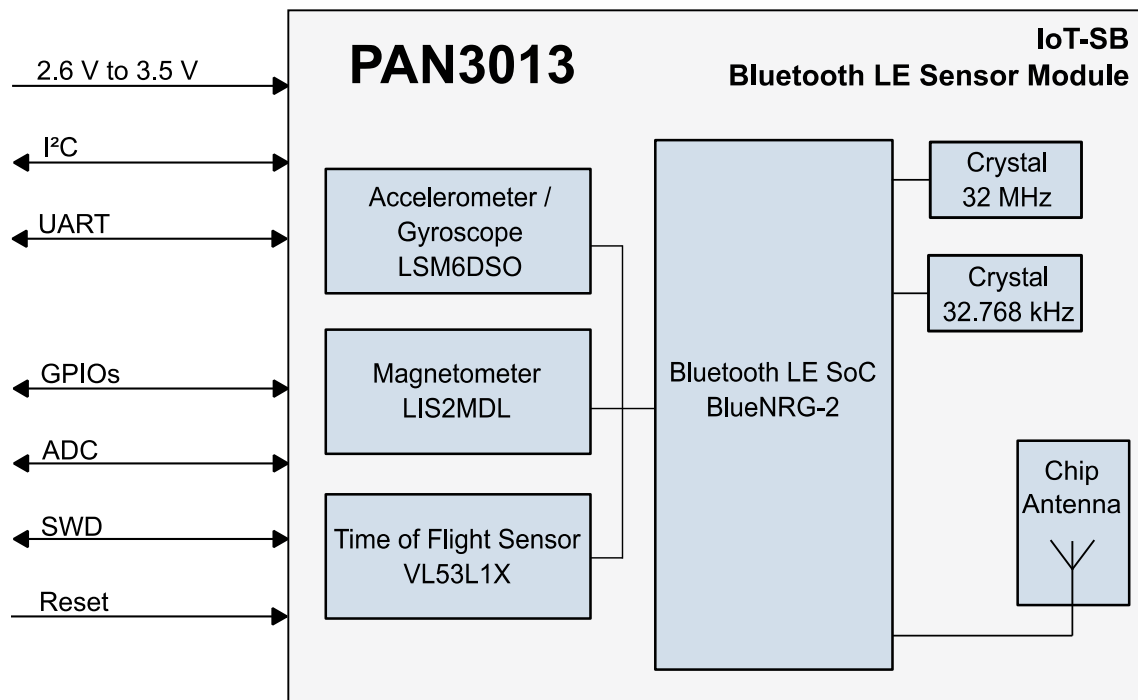 PAN3013
IoT-SB
Bluetooth LE Sensor Module
2.6 V to 3.5 V
I²C
UART
GPIOs
ADC
SWD
Reset
Accelerometer /
Gyroscope
LSM6DSO
Magnetometer
LIS2MDL
Time of Flight Sensor
VL53L1X
Bluetooth LE SoC
BlueNRG-2
Crystal
32 MHz
Crystal
32.768 kHz
Chip
Antenna